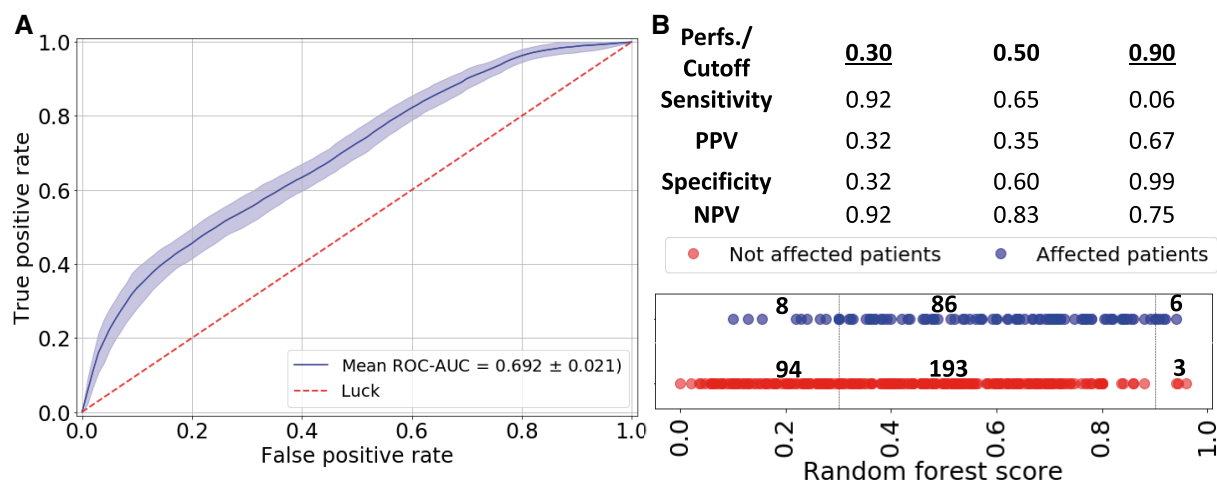 A
1.0
0.8
0.6
0.4
0.2
0.0
True positive rate
Mean ROC-AUC = 0.692 ± 0.021)
Luck
0.0 0.2 0.4 0.6 0.8 1.0
False positive rate
B
Perfs./ 
Cutoff
0.30 0.50 0.90
Sensitivity 0.92 0.65 0.06
PPV 0.32 0.35 0.67
Specificity 0.32 0.60 0.99
NPV 0.92 0.83 0.75
Not affected patients Affected patients
8 86 6
94 193 3
0.0 0.2 0.4 0.6 0.8 1.0
Random forest score